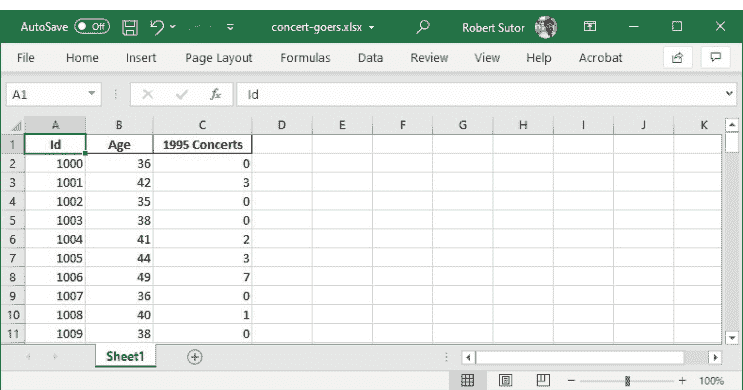 AutoSave Off concert-goers.xlsx Robert Sutor
File Home Insert Page Layout Formulas Data Review View Help Acrobat
A1 fx Id
A B C D E F G H I J K
1 Id Age 1995 Concerts
2 1000 36 0
3 1001 42 3
4 1002 35 0
5 1003 38 0
6 1004 41 2
7 1005 44 3
8 1006 49 7
9 1007 36 0
10 1008 40 1
11 1009 38 0
Sheet1
100%